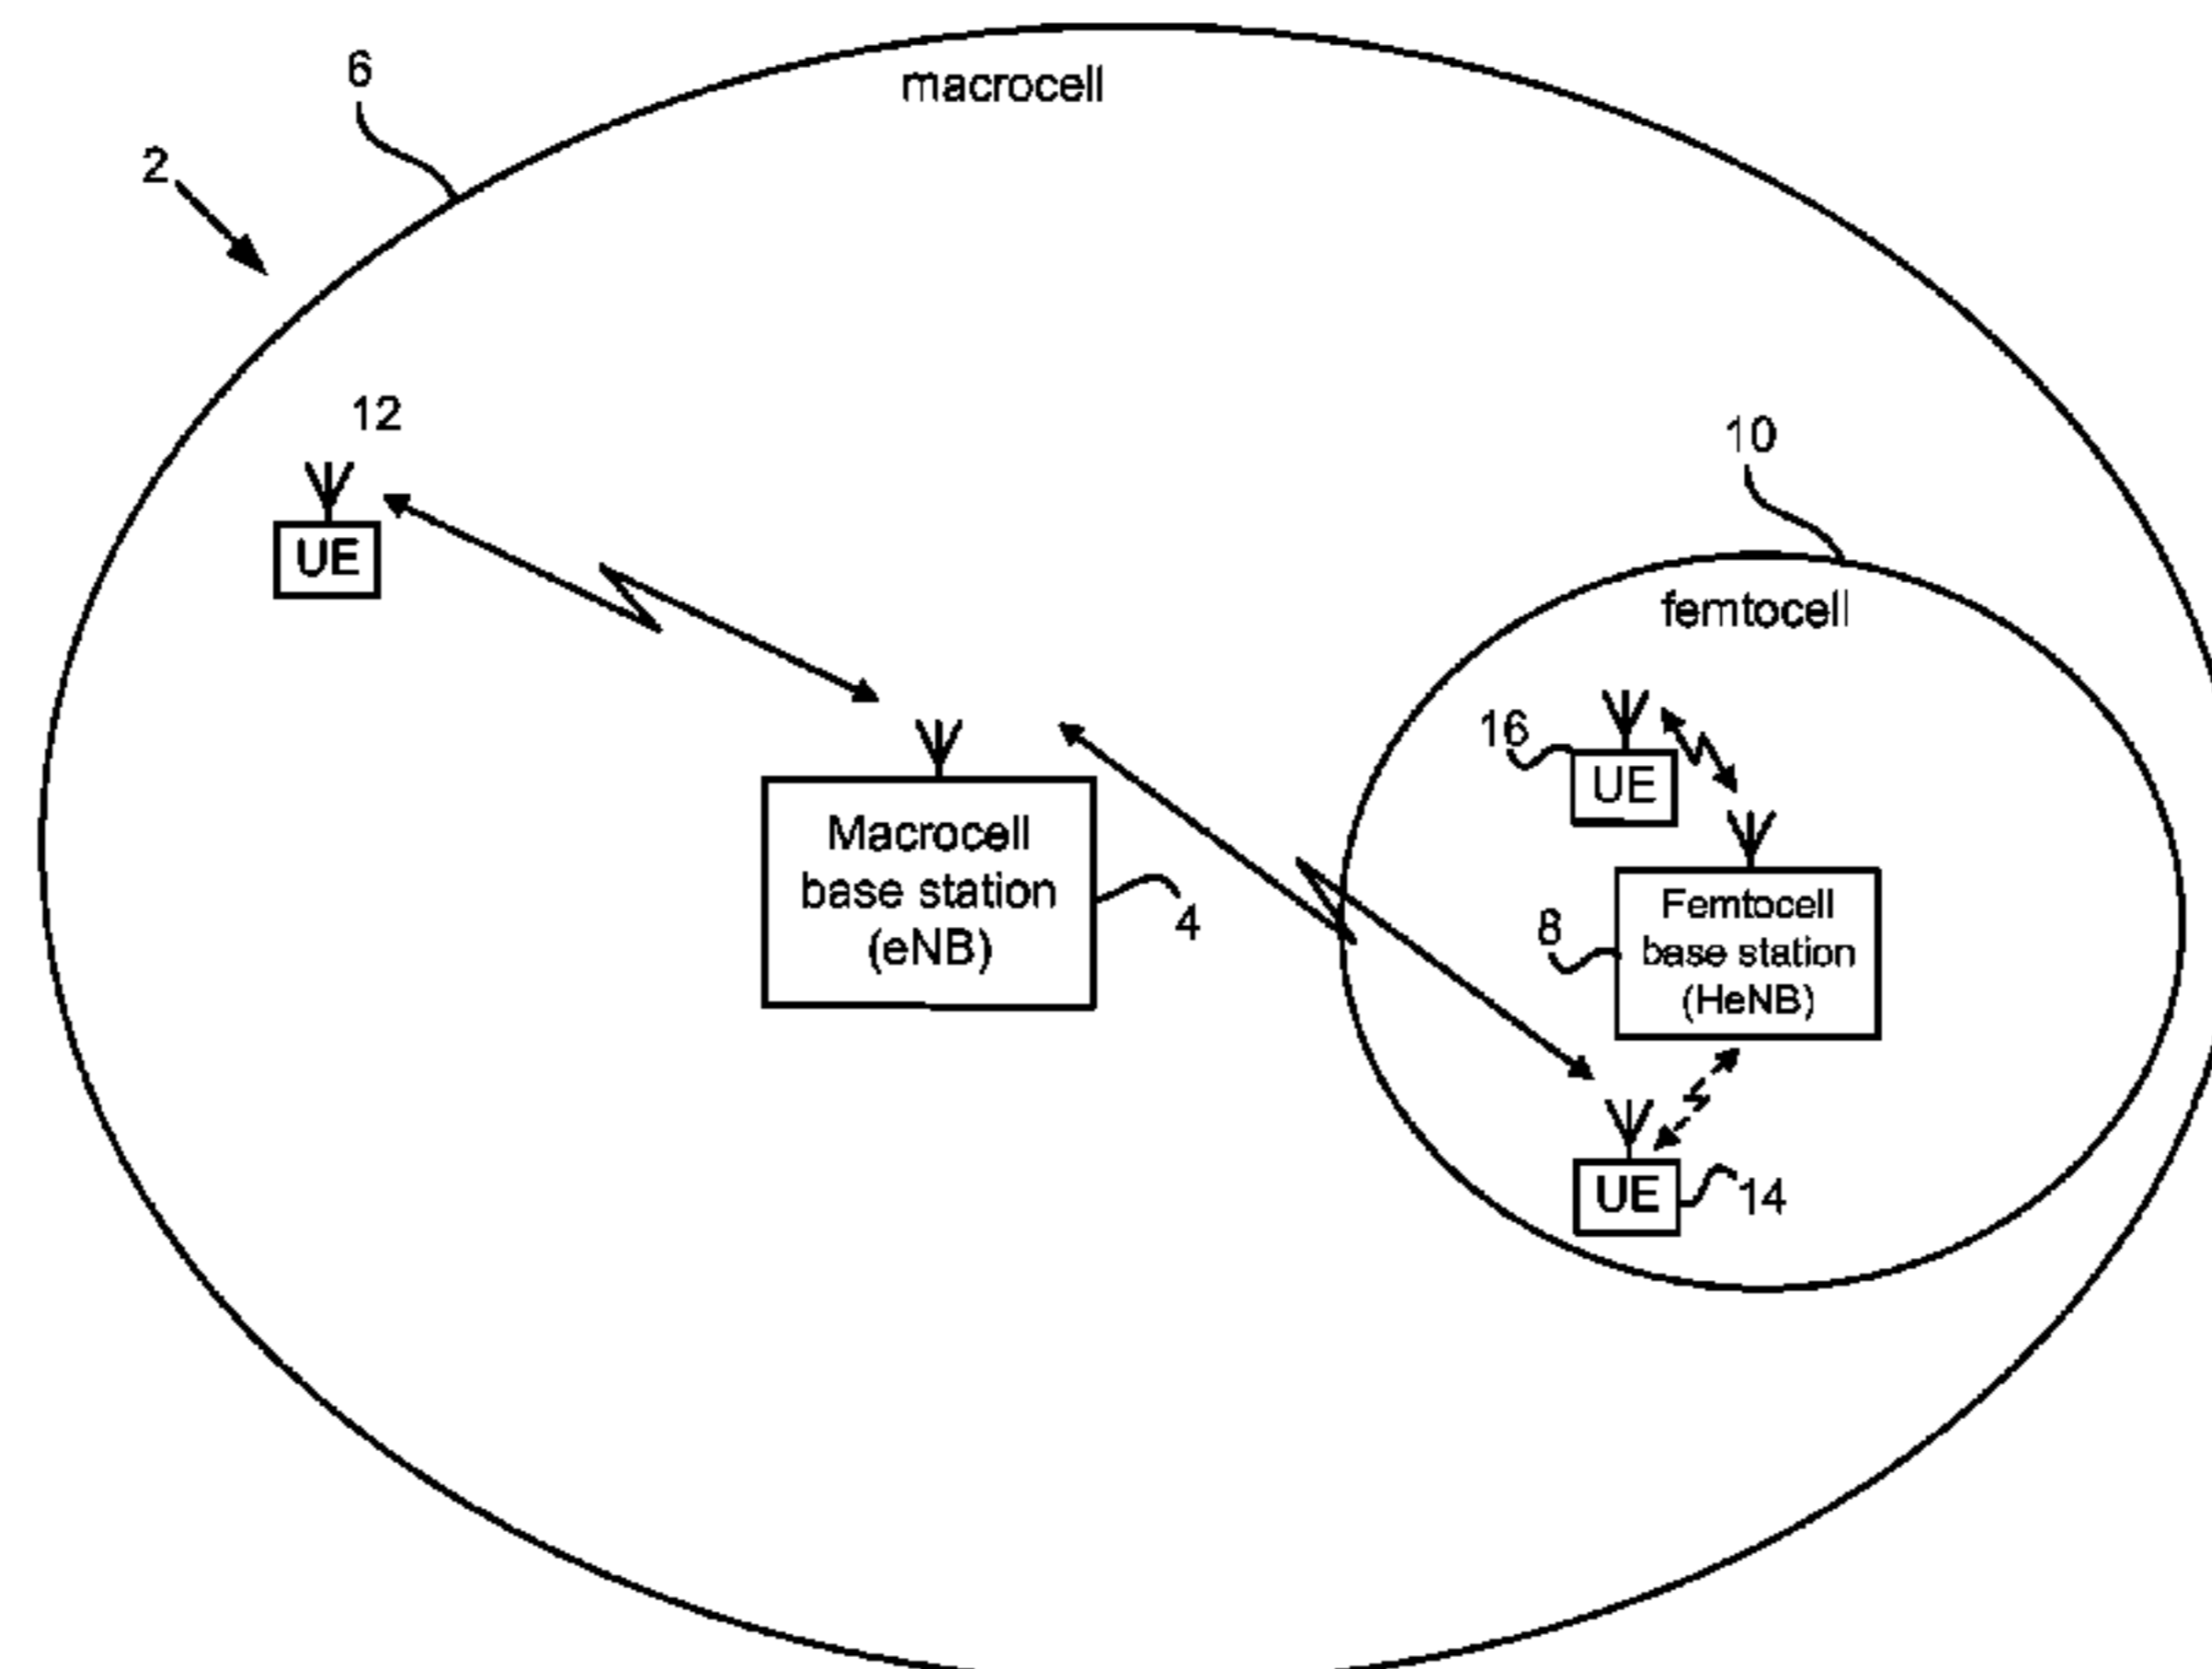 6
macrocell
2
12
UE
10
femtocell
16
UE
Macrocell
base station
(eNB)
4
8
Femtocell
base station
(HeNB)
UE
14